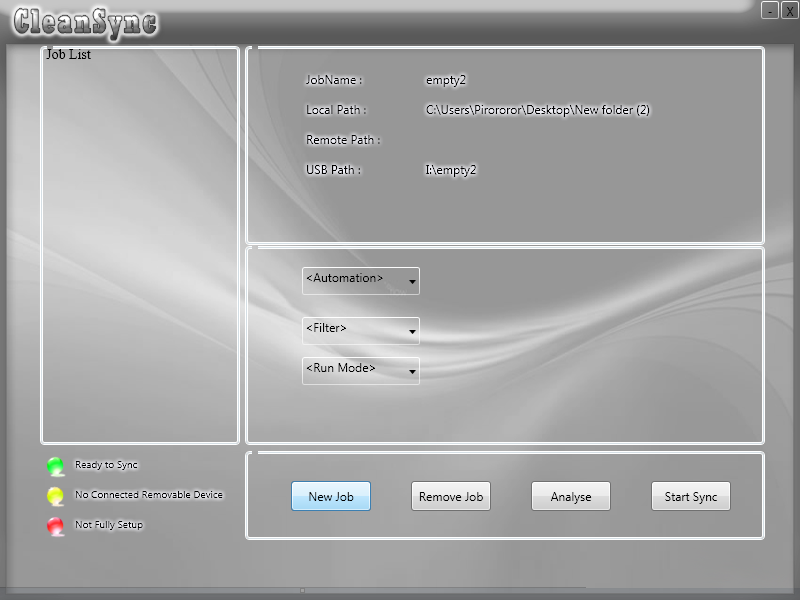 CleanSync
- X
Job List
JobName : empty2
Local Path : C:\Users\Pirororor\Desktop\New folder (2)
Remote Path :
USB Path : I:\empty2
<Automation>
<Filter>
<Run Mode>
Ready to Sync
No Connected Removable Device
Not Fully Setup
New Job Remove Job Analyse Start Sync